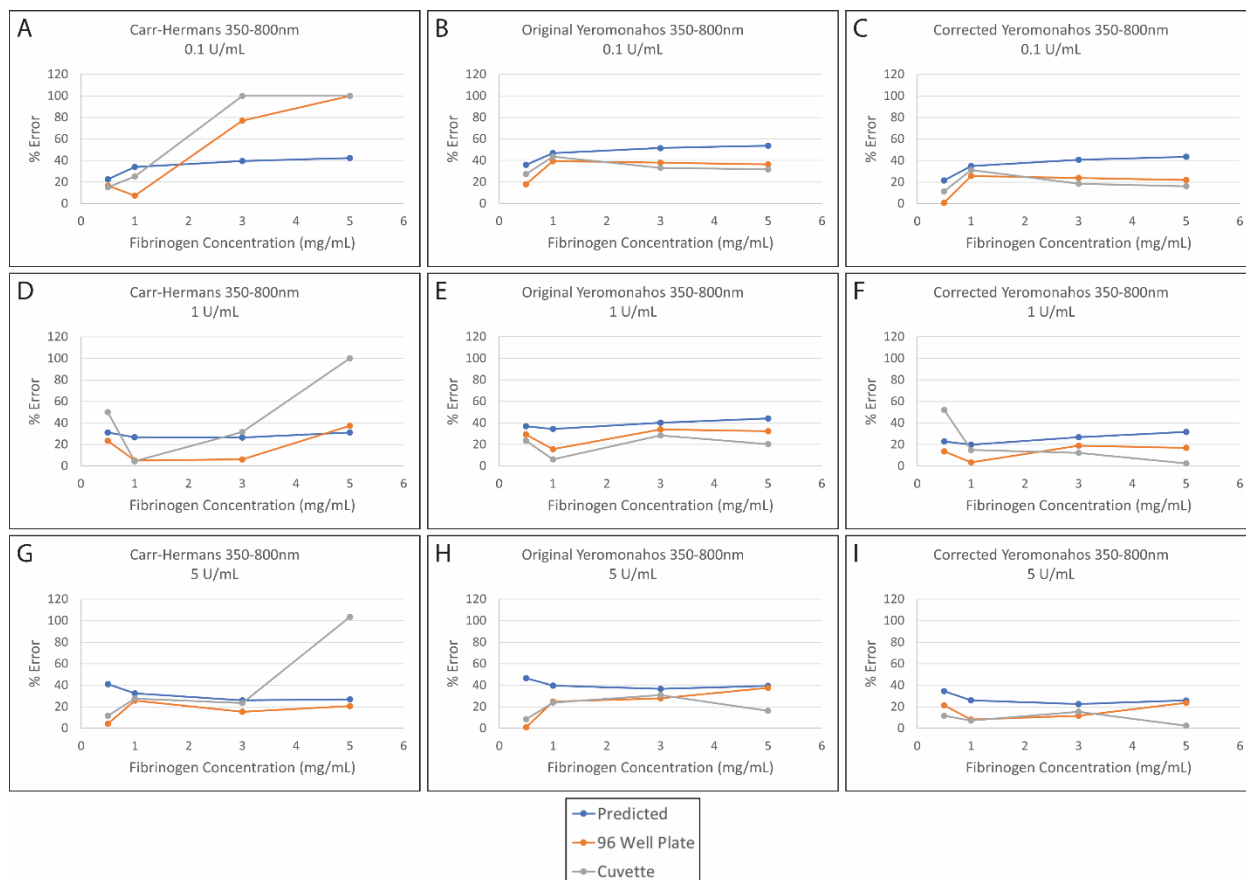 A
Carr-Hermans 350-800nm
0.1 U/mL
120
100
80
60
40
20
0
% Error
0 1 2 3 4 5 6
Fibrinogen Concentration (mg/mL)
B
Original Yeromonahos 350-800nm
0.1 U/mL
120
100
80
60
40
20
0
% Error
0 1 2 3 4 5 6
Fibrinogen Concentration (mg/mL)
C
Corrected Yeromonahos 350-800nm
0.1 U/mL
120
100
80
60
40
20
0
% Error
0 1 2 3 4 5 6
Fibrinogen Concentration (mg/mL)
D
Carr-Hermans 350-800nm
1 U/mL
120
100
80
60
40
20
0
% Error
0 1 2 3 4 5 6
Fibrinogen Concentration (mg/mL)
E
Original Yeromonahos 350-800nm
1 U/mL
120
100
80
60
40
20
0
% Error
0 1 2 3 4 5 6
Fibrinogen Concentration (mg/mL)
F
Corrected Yeromonahos 350-800nm
1 U/mL
120
100
80
60
40
20
0
% Error
0 1 2 3 4 5 6
Fibrinogen Concentration (mg/mL)
G
Carr-Hermans 350-800nm
5 U/mL
120
100
80
60
40
20
0
% Error
0 1 2 3 4 5 6
Fibrinogen Concentration (mg/mL)
H
Original Yeromonahos 350-800nm
5 U/mL
120
100
80
60
40
20
0
% Error
0 1 2 3 4 5 6
Fibrinogen Concentration (mg/mL)
I
Corrected Yeromonahos 350-800nm
5 U/mL
120
100
80
60
40
20
0
% Error
0 1 2 3 4 5 6
Fibrinogen Concentration (mg/mL)
Predicted
96 Well Plate
Cuvette